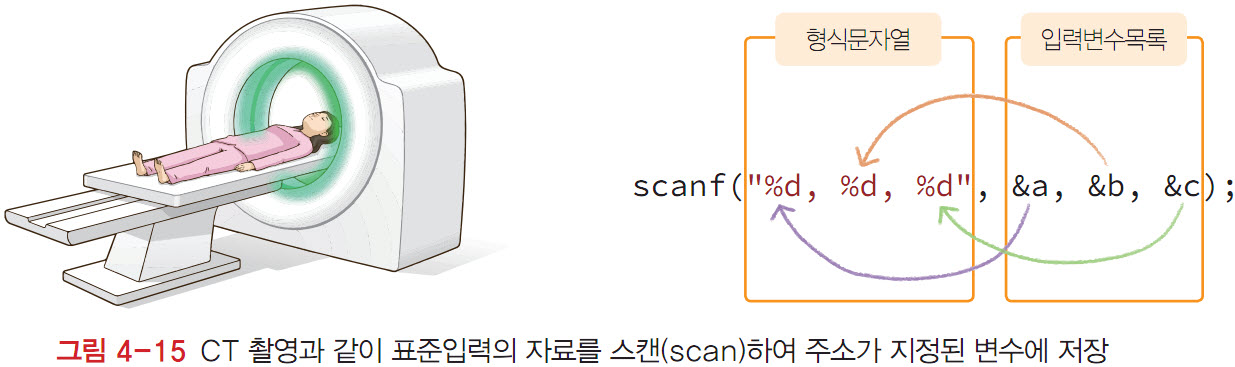 형식문자열
입력변수목록
scanf("%d, %d, %d", &a, &b, &c);
그림 4-15 CT 촬영과 같이 표준입력의 자료를 스캔(scan)하여 주소가 지정된 변수에 저장